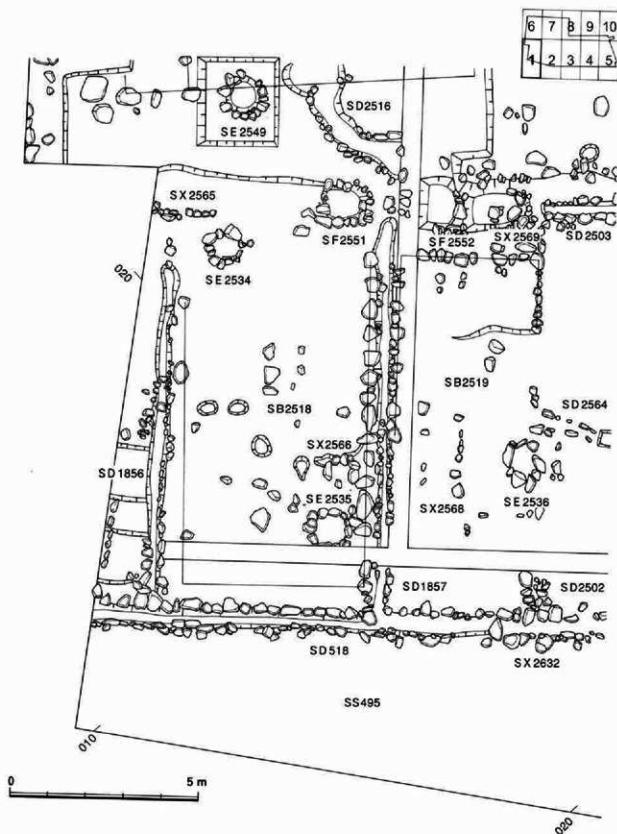 6 7 8 9 10
1 2 3 4 5
SD2516
SE2549
SX2565
SF2551
SF2552
SX2569
SD2503
SE2534
020
SB2519
SB2518
SD2564
SX2566
SD1856
SE2535
SX2568
SE2536
SD1857
SD2502
SD518
SX2632
SS495
010
0 5 m
020